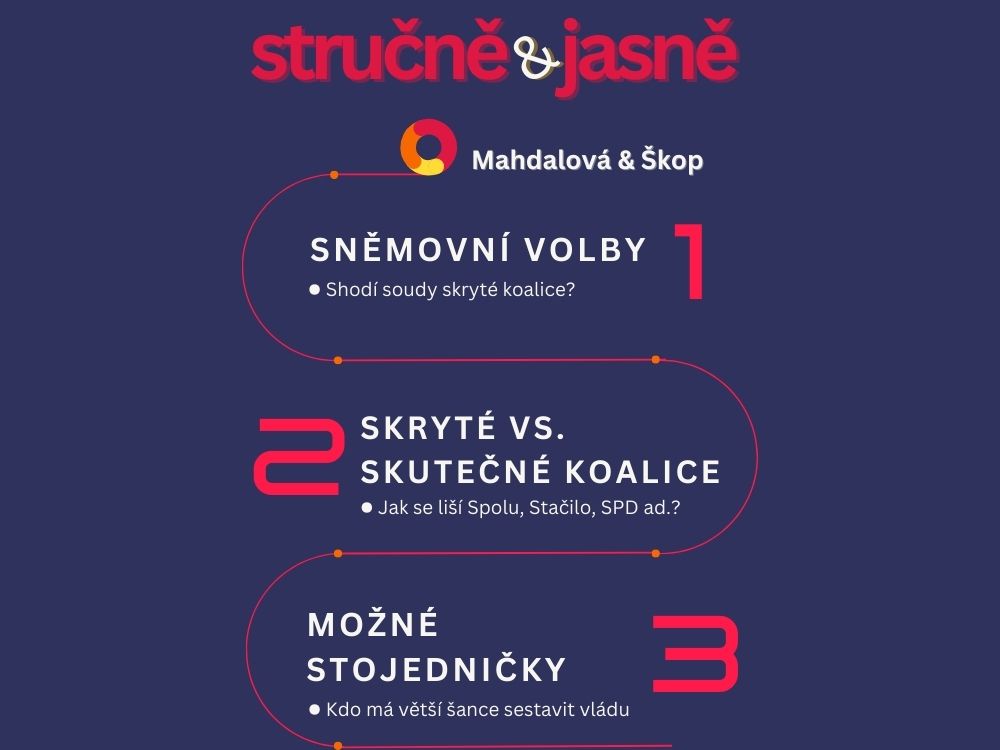 stručně & jasně
Mahdalová & Škop
SNĚMOVNÍ VOLBY 1
● Shodí soudy skryté koalice?
2 SKRYTÉ VS.
SKUTEČNÉ KOALICE
● Jak se liší Spolu, Stačilo, SPD ad.?
MOŽNÉ
STOJEDNIČKY 3
● Kdo má větší šance sestavit vládu